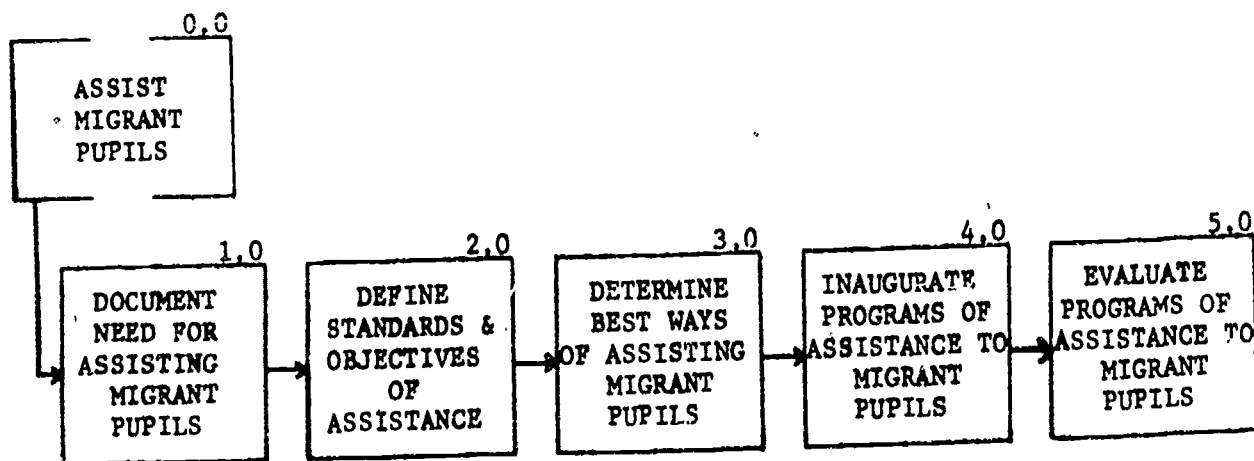 0,0
ASSIST
MIGRANT
PUPILS
1,0
DOCUMENT
NEED FOR
ASSISTING
MIGRANT
PUPILS
2,0
DEFINE
STANDARDS &
OBJECTIVES
OF
ASSISTANCE
3,0
DETERMINE
BEST WAYS
OF ASSISTING
MIGRANT
PUPILS
4,0
INAUGURATE
PROGRAMS OF
ASSISTANCE TO
MIGRANT
PUPILS
5,0
EVALUATE
PROGRAMS OF
ASSISTANCE TO
MIGRANT
PUPILS